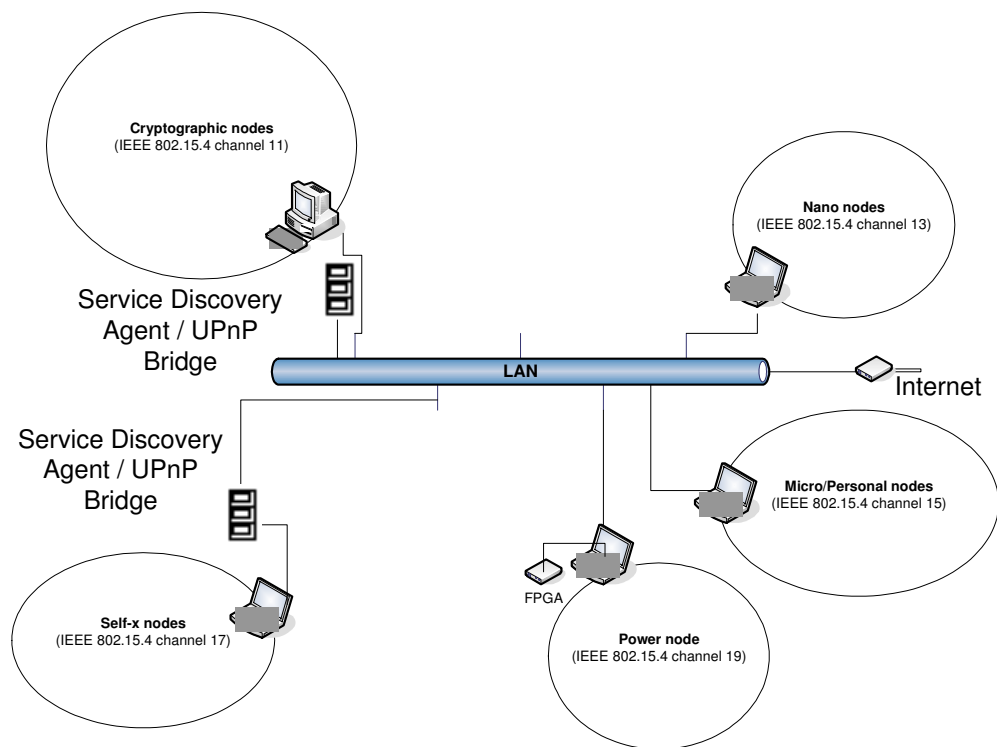 Cryptographic nodes
(IEEE 802.15.4 channel 11)
Nano nodes
(IEEE 802.15.4 channel 13)
Service Discovery
Agent / UPnP
Bridge
LAN
Internet
Service Discovery
Agent / UPnP
Bridge
Micro/Personal nodes
(IEEE 802.15.4 channel 15)
FPGA
Self-x nodes
(IEEE 802.15.4 channel 17)
Power node
(IEEE 802.15.4 channel 19)